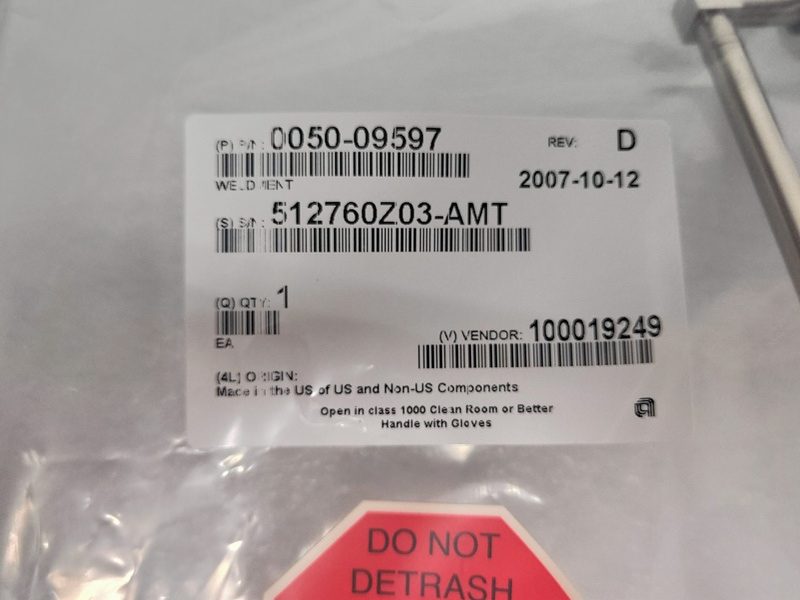 (P) P/N: 0050-09597
REV: D
WELDMENT
2007-10-12
(S) S/N: 512760Z03-AMT
(Q) QTY: 1
EA
(V) VENDOR: 100019249
(4L) ORIGIN:
Made in the US of US and Non-US Components
Open in class 1000 Clean Room or Better
Handle with Gloves
DO NOT
DETRASH